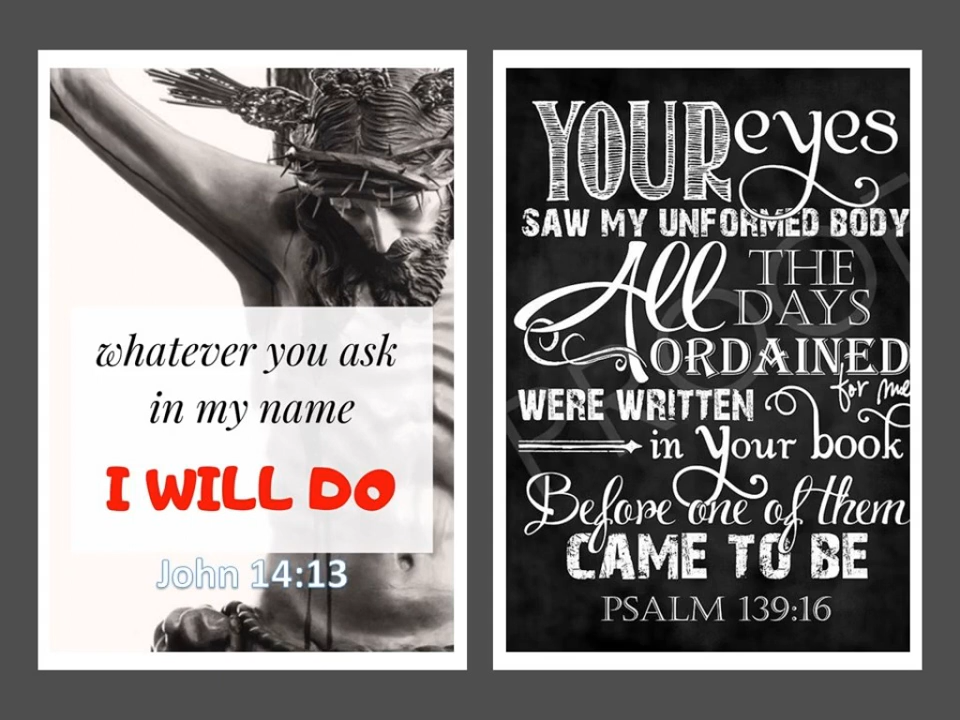 whatever you ask
in my name
I WILL DO
John 14:13
YOUR eyes
SAW MY UNFORMED BODY
All THE
DAYS
ORDAINED
for me
WERE WRITTEN
in your book
Before one of them
CAME TO BE
PSALM 139:16
PROOF